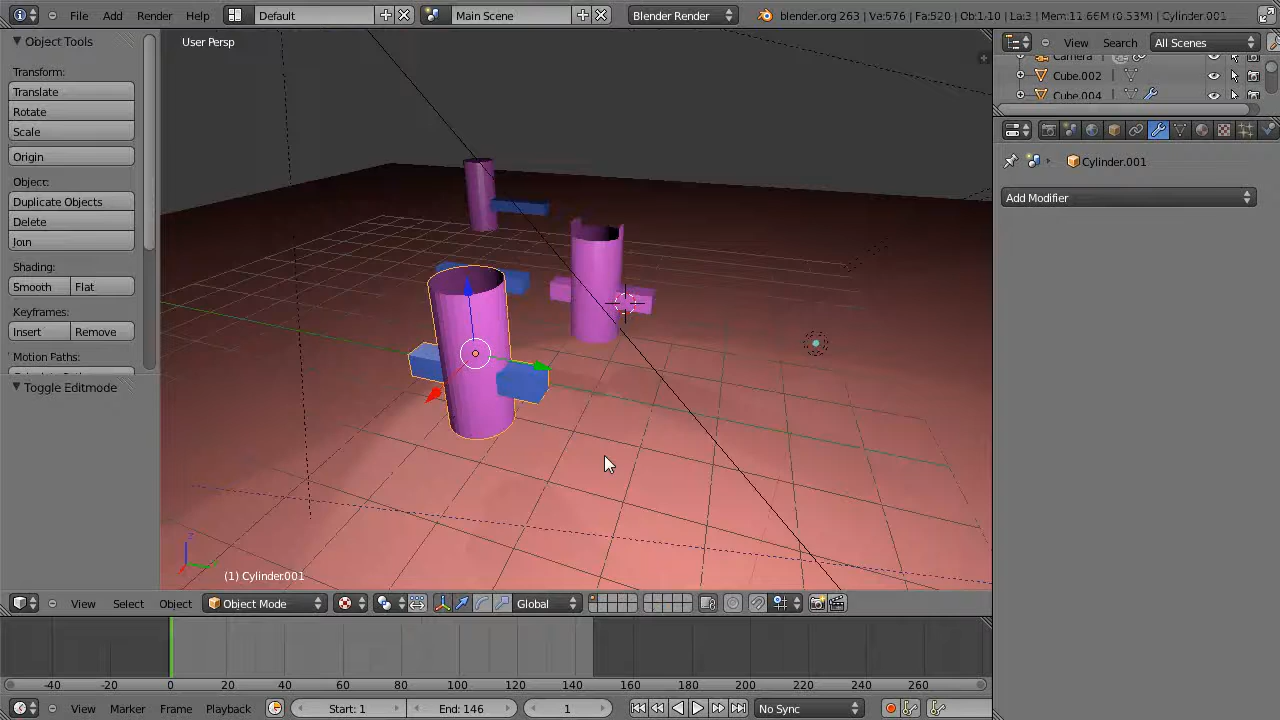 File Add Render Help Default Main Scene Blender Render blender.org 263 | Ve:576 | Fa:520 | Ob:1-10 | La:3 | Mem:11.66M (0.53M) | Cylinder.001
Object Tools
Transform:
Translate
Rotate
Scale
Origin
Object:
Duplicate Objects
Delete
Join
Shading:
Smooth Flat
Keyframes:
Insert Remove
Motion Paths:
Toggle Editmode
User Persp
(1) Cylinder.001
View Search All Scenes
Camera
Cube.002
Cube.004
Cylinder.001
Add Modifier
View Select Object Object Mode Global
-40 -20 0 20 40 60 80 100 120 140 160 180 200 220 240 260
View Marker Frame Playback Start: 1 End: 146 1 No Sync